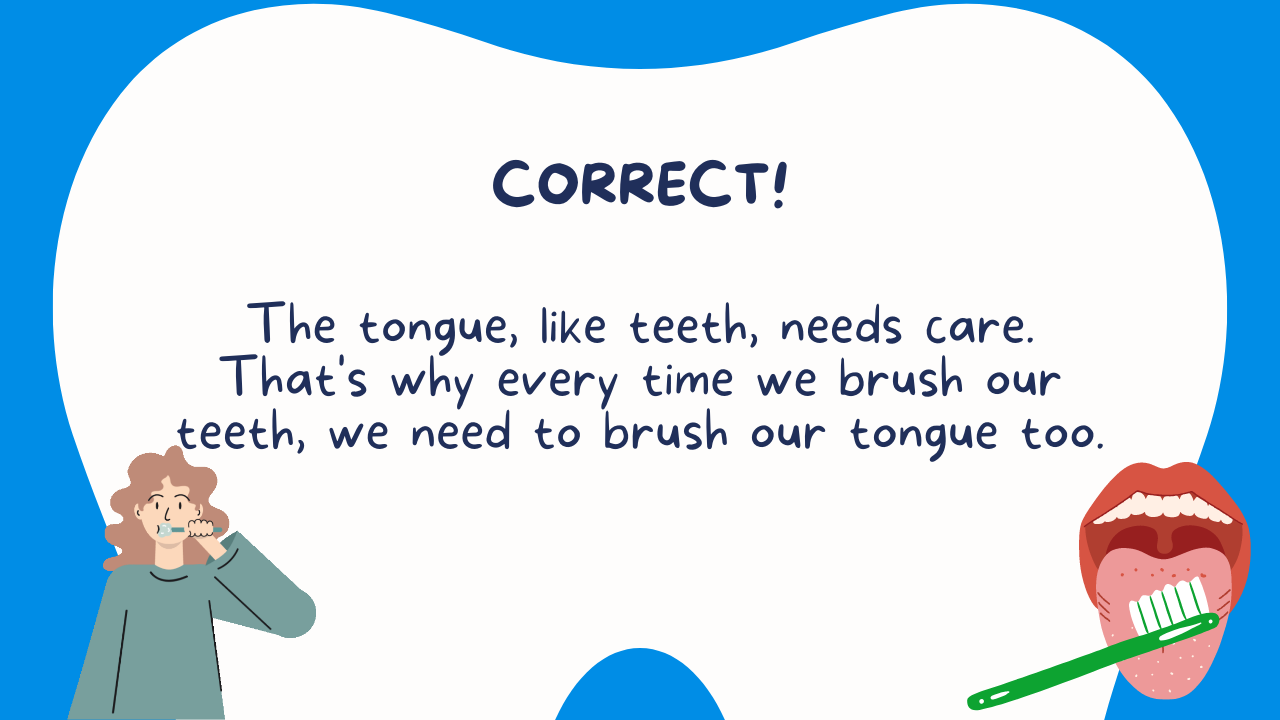 CORRECT!
The tongue, like teeth, needs care.
That's why every time we brush our
teeth, we need to brush our tongue too.